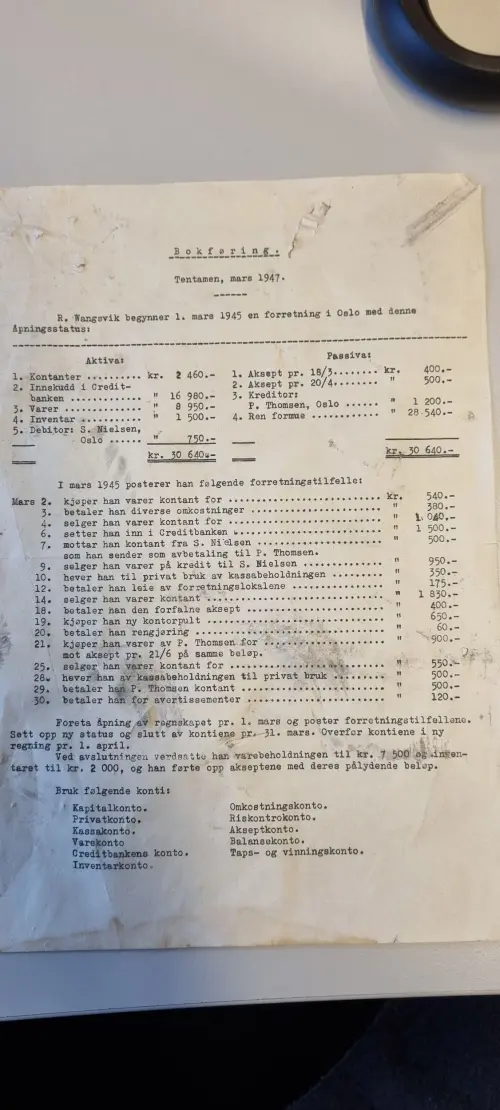 Bokføring.
Tentamen, mars 1947.
R. Wangsvik begynner 1. mars 1945 en forretning i Oslo med denne
Åpningsstatus:
Aktiva: Passiva:
1. Kontanter .......... kr. 2 460.- 1. Aksept pr. 18/3........ kr. 400.-
2. Innskudd i Credit- 2. Aksept pr. 20/4........ " 500.-
banken ............. " 16 980.- 3. Kreditor:
3. Varer .............. " 8 950.- P. Thomsen, Oslo ...... " 1 200.-
4. Inventar ........... " 1 500.- 4. Ren formue ............ " 28 540.-
5. Debitor: S. Nielsen,
Oslo ...... " 750.-
kr. 30 640.- kr. 30 640.-
I mars 1945 posterer han følgende forretningstilfelle:
Mars 2. kjøper han varer kontant for ........................... kr. 540.-
3. betaler han diverse omkostninger ....................... " 380.-
4. selger han varer kontant for ........................... " 1 040.-
6. setter han inn i Creditbanken .......................... " 1 500.-
7. mottar han kontant fra S. Nielsen ...................... " 500.-
som han sender som avbetaling til P. Thomsen.
9. selger han varer på kredit til S. Nielsen .............. " 950.-
10. hever han til privat bruk av kassabeholdningen ......... " 350.-
12. betaler han leie av forretningslokalene ................ " 175.-
14. selger han varer kontant ............................... " 1 830.-
18. betaler han den forfalne aksept ........................ " 400.-
19. kjøper han ny kontorpult ............................... " 650.-
20. betaler han rengjøring ................................. " 60.-
21. kjøper han varer av P. Thomsen for ..................... " 900.-
mot aksept pr. 21/6 på samme beløp.
25. selger han varer kontant for ........................... " 550.-
28. hever han av kassabeholdningen til privat bruk ......... " 500.-
29. betaler han P. Thomsen kontant ......................... " 500.-
30. betaler han for avertissementer ........................ " 120.-
Foreta åpning av regnskapet pr. 1. mars og poster forretningstilfellene.
Sett opp ny status og slutt av kontiene pr. 31. mars. Overfør kontiene i ny
regning pr. 1. april.
Ved avslutningen verdsatte han varebeholdningen til kr. 7 500 og inven-
taret til kr. 2 000, og han førte opp akseptene med deres pålydende beløp.
Bruk følgende konti:
Kapitalkonto. Omkostningskonto.
Privatkonto. Riskontrokonto.
Kassakonto. Akseptkonto.
Varekonto Balansekonto.
Creditbankens konto. Taps- og vinningskonto.
Inventarkonto.